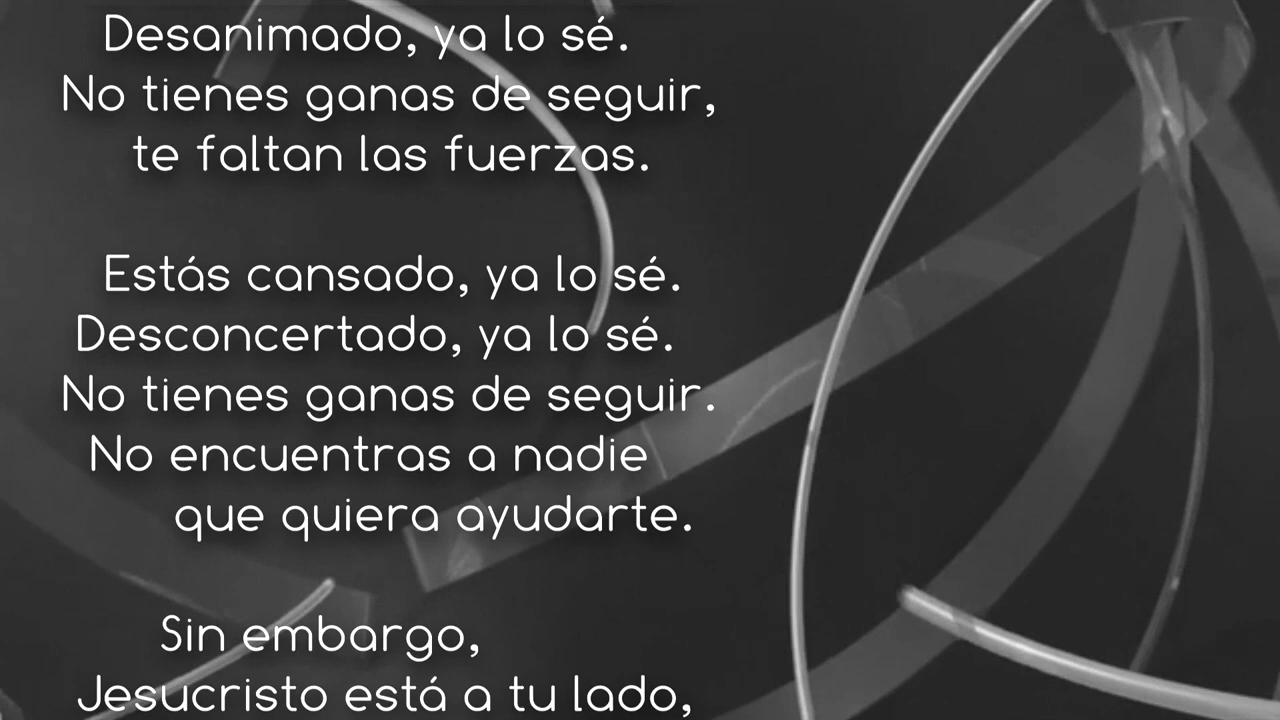 Desanimado, ya lo sé.
No tienes ganas de seguir,
te faltan las fuerzas.
Estás cansado, ya lo sé.
Desconcertado, ya lo sé.
No tienes ganas de seguir.
No encuentras a nadie
que quiera ayudarte.
Sin embargo,
Jesucristo está a tu lado,